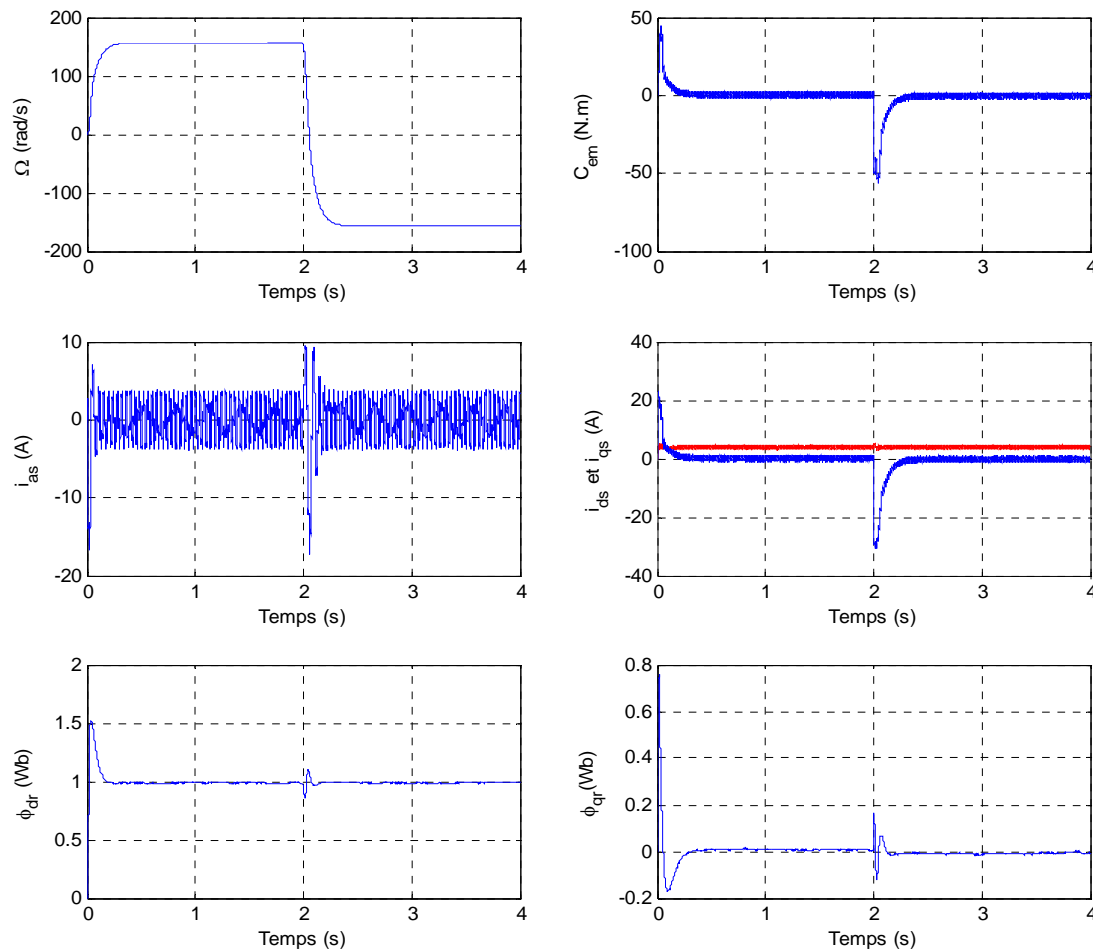 200
100
0
-100
-200
Ω (rad/s)
0 1 2 3 4
Temps (s)
50
0
-50
-100
C_em (N.m)
0 1 2 3 4
Temps (s)
10
0
-10
-20
i_as (A)
0 1 2 3 4
Temps (s)
40
20
0
-20
-40
i_ds et i_qs (A)
0 1 2 3 4
Temps (s)
2
1.5
1
0.5
0
ϕ_dr (Wb)
0 1 2 3 4
Temps (s)
0.8
0.6
0.4
0.2
0
-0.2
ϕ_qr(Wb)
0 1 2 3 4
Temps (s)